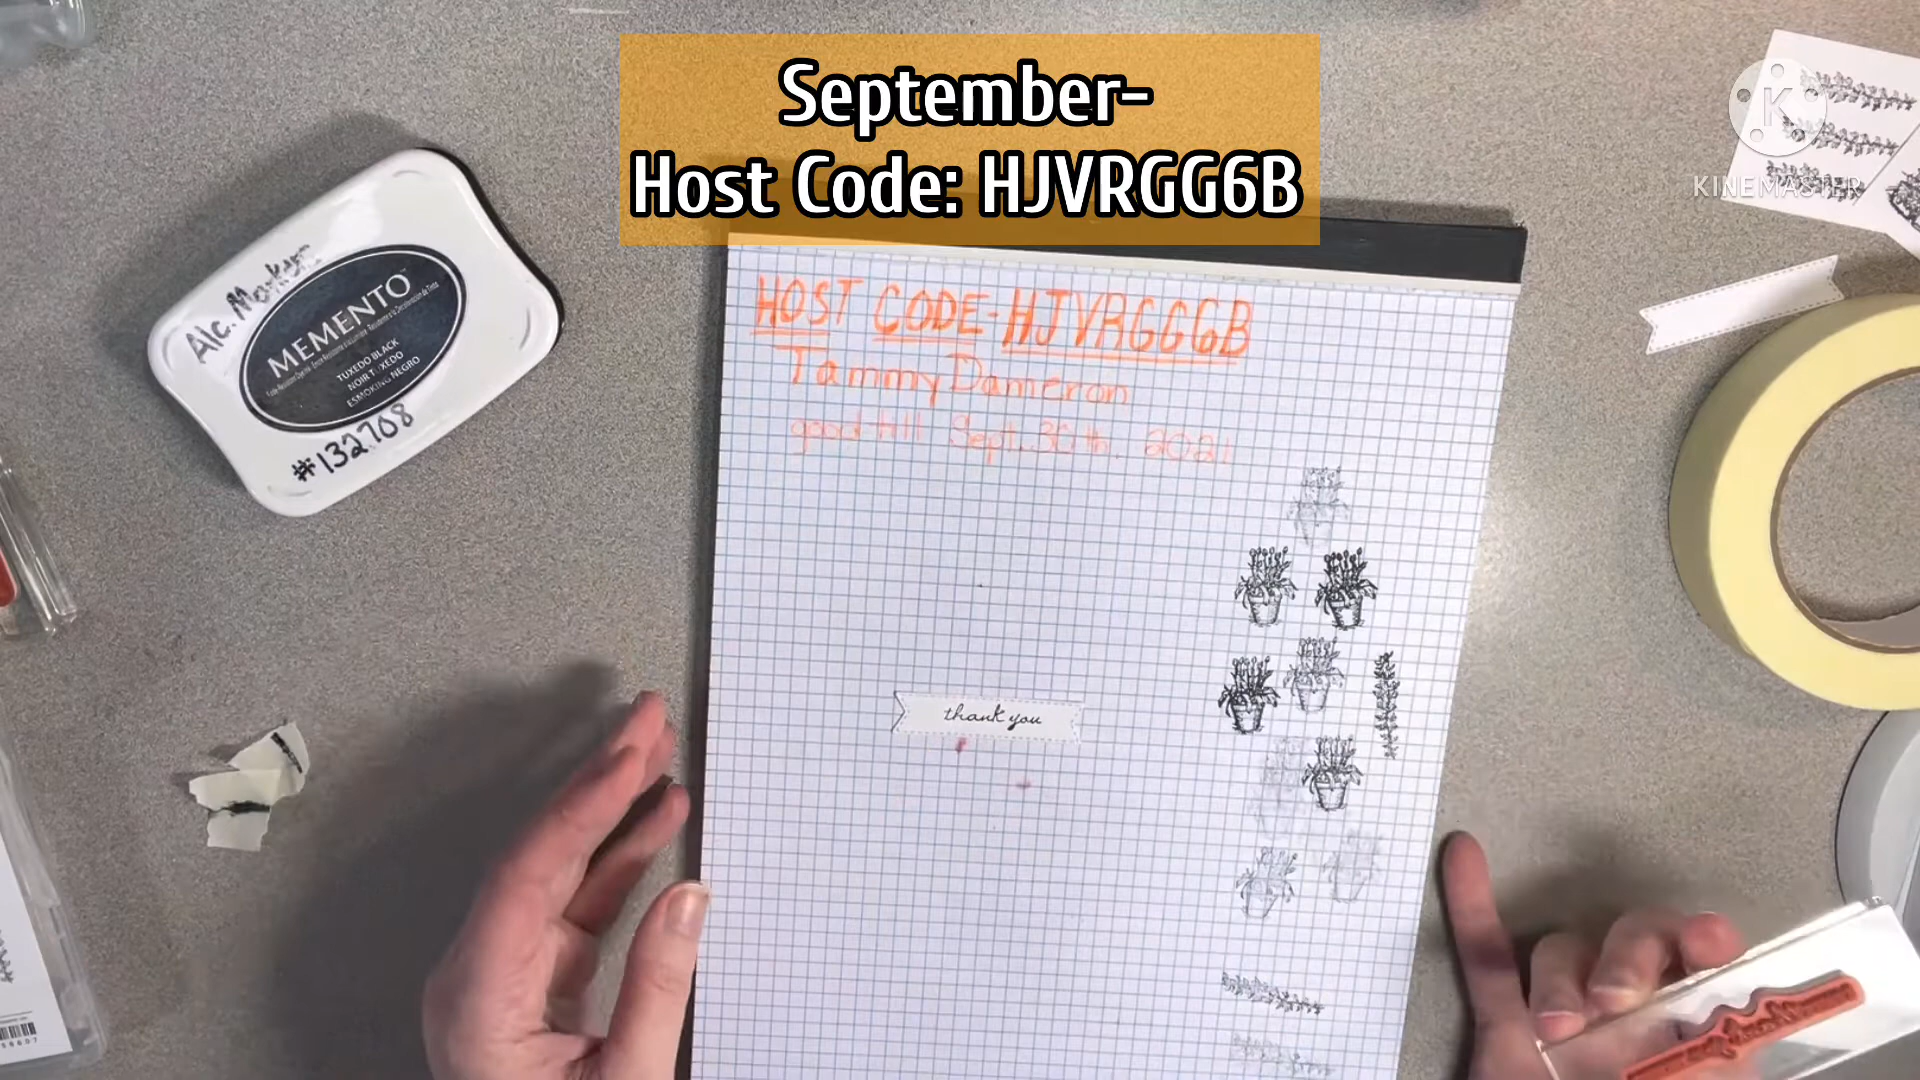 September-
Host Code: HJVRGG6B
KINEMASTER
Alc. Markers
MEMENTO
TUXEDO BLACK
NOIR TUXEDO
ESMOKING NEGRO
#132708
HOST CODE-HJVRGGG6B
Tammy Dameron
good till Sept. 30th, 2021
thank you